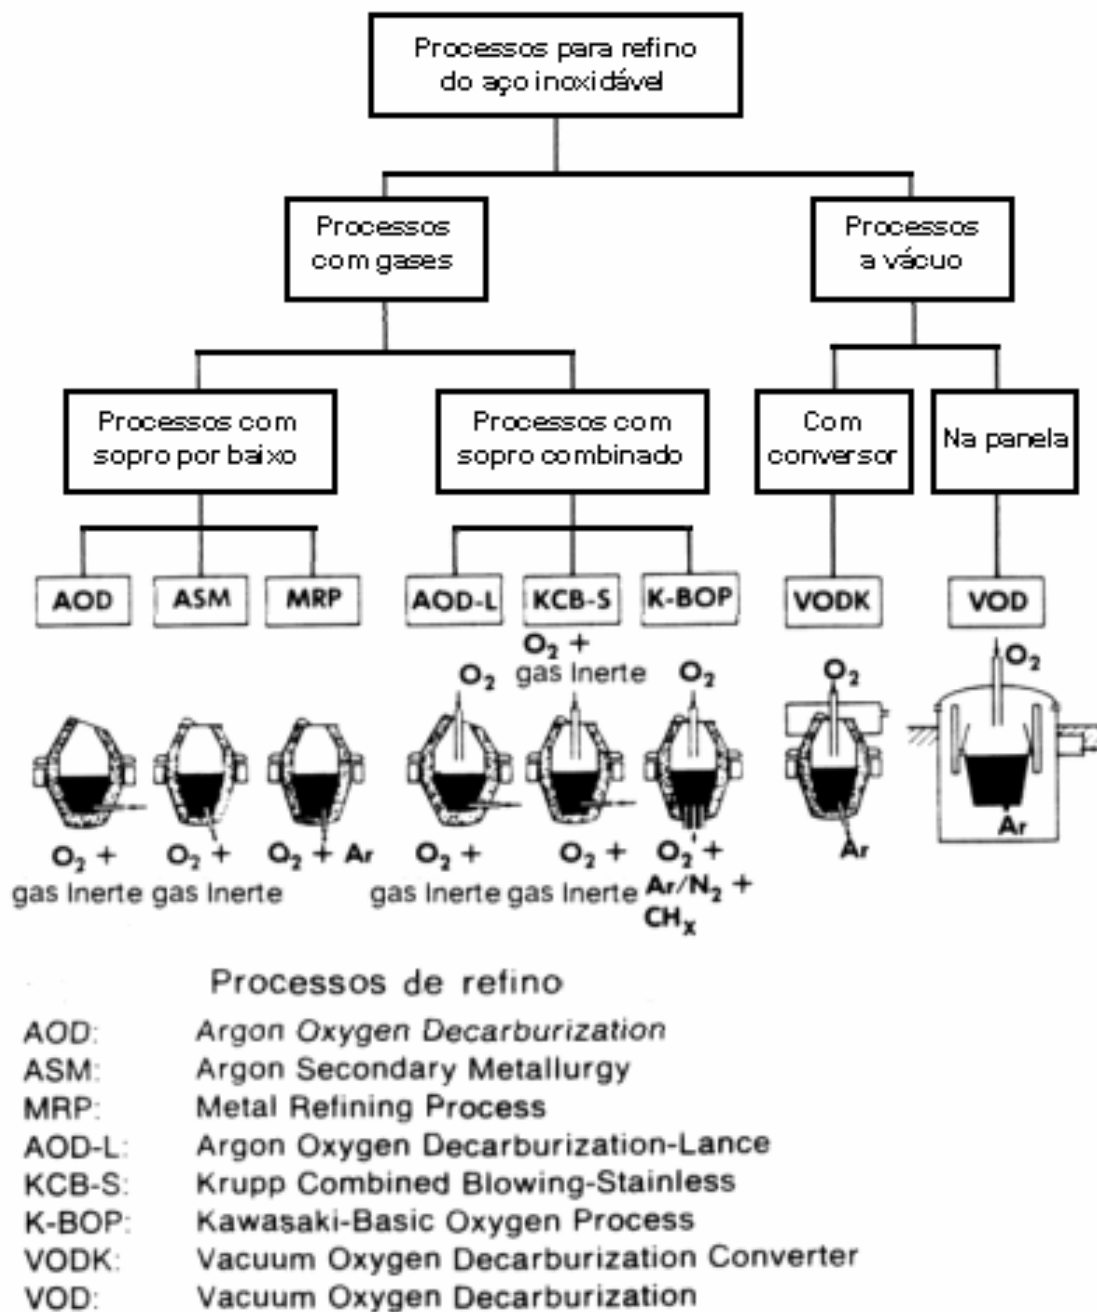 Processos para refino
do aço inoxidável
Processos
com gases
Processos
a vácuo
Processos com
sopro por baixo
Processos com
sopro combinado
Com
conversor
Na panela
AOD
ASM
MRP
AOD-L
KCB-S
K-BOP
VODK
VOD
O₂ +
gas Inerte
O₂
O₂
O₂
O₂
O₂ +
gas Inerte
O₂ +
gas Inerte
O₂ + Ar
O₂ +
gas Inerte
O₂ +
gas Inerte
O₂ +
Ar/N₂ +
CHₓ
Ar
Ar
Processos de refino
AOD: Argon Oxygen Decarburization
ASM: Argon Secondary Metallurgy
MRP: Metal Refining Process
AOD-L: Argon Oxygen Decarburization-Lance
KCB-S: Krupp Combined Blowing-Stainless
K-BOP: Kawasaki-Basic Oxygen Process
VODK: Vacuum Oxygen Decarburization Converter
VOD: Vacuum Oxygen Decarburization